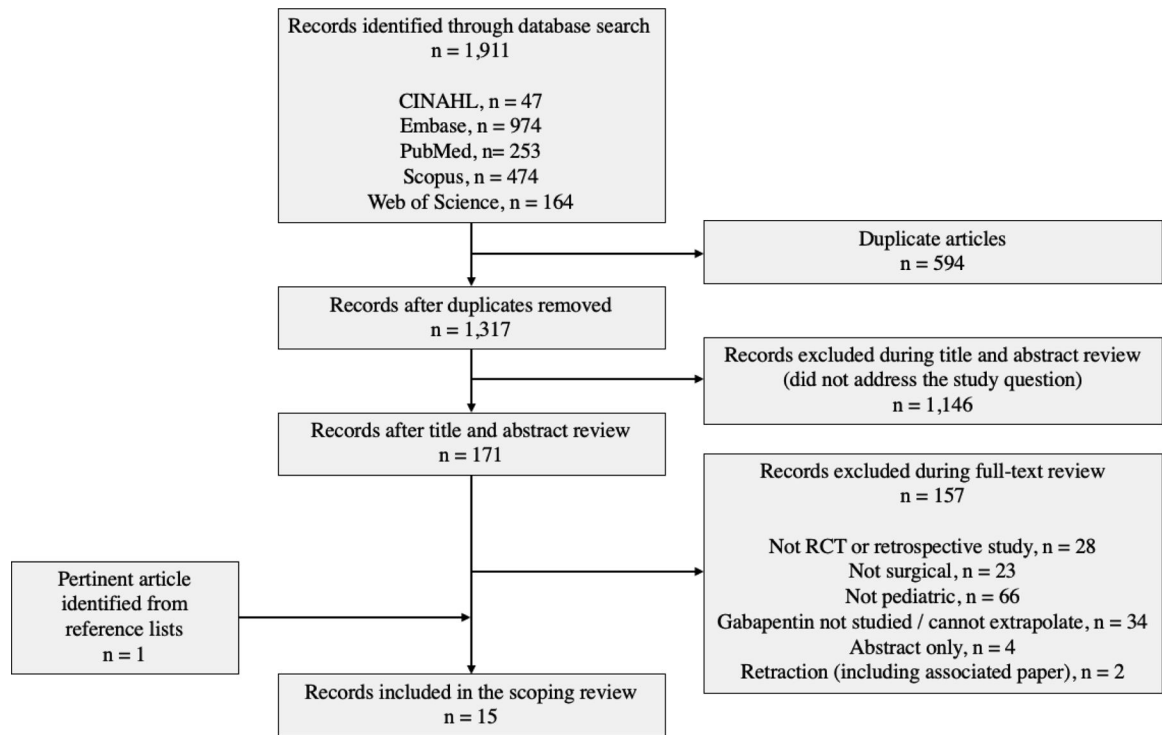 Records identified through database search
n = 1,911
CINAHL, n = 47
Embase, n = 974
PubMed, n= 253
Scopus, n = 474
Web of Science, n = 164
Duplicate articles
n = 594
Records after duplicates removed
n = 1,317
Records excluded during title and abstract review
(did not address the study question)
n = 1,146
Records after title and abstract review
n = 171
Records excluded during full-text review
n = 157
Not RCT or retrospective study, n = 28
Not surgical, n = 23
Not pediatric, n = 66
Gabapentin not studied / cannot extrapolate, n = 34
Abstract only, n = 4
Retraction (including associated paper), n = 2
Pertinent article
identified from
reference lists
n = 1
Records included in the scoping review
n = 15